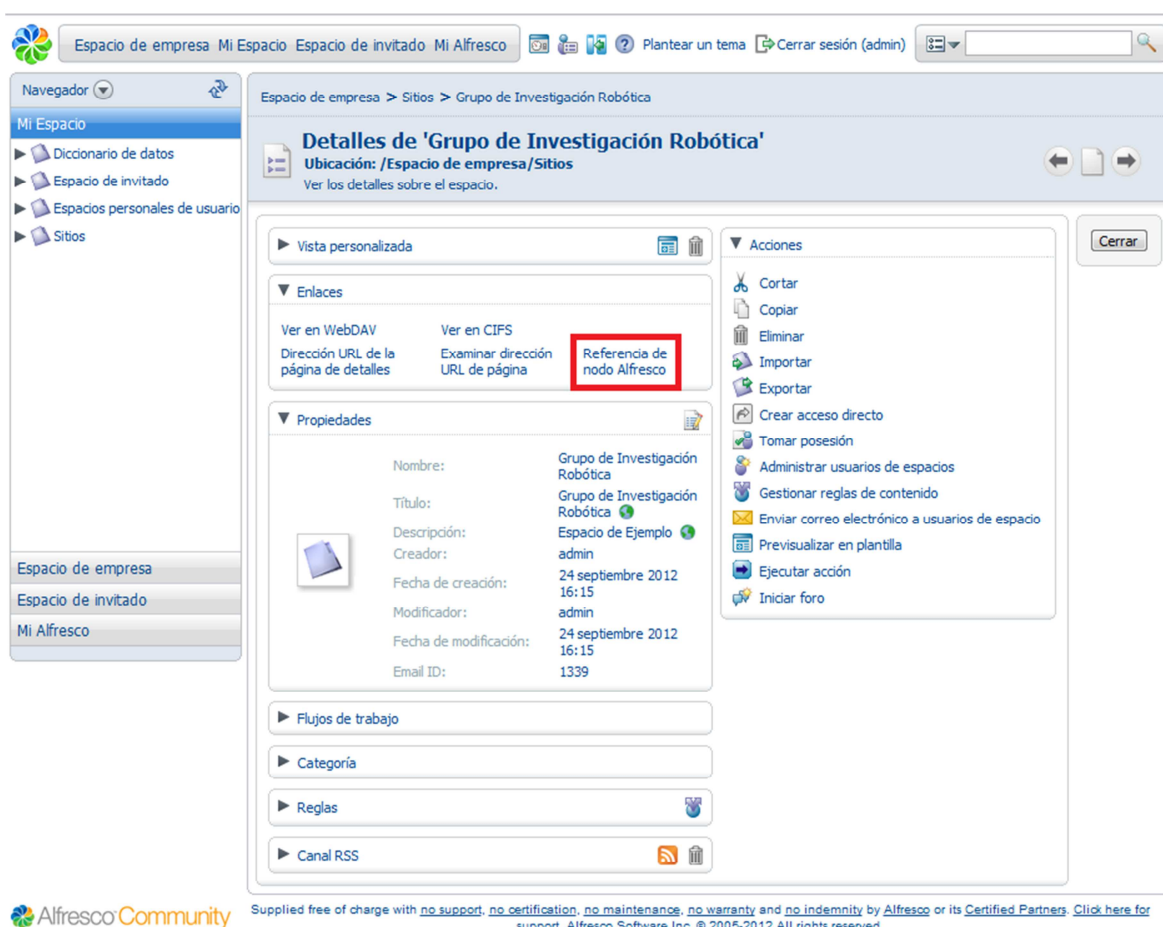 Espacio de empresa Mi Espacio Espacio de invitado Mi Alfresco Plantear un tema Cerrar sesión (admin)
Navegador
Mi Espacio
Diccionario de datos
Espacio de invitado
Espacios personales de usuario
Sitios
Espacio de empresa
Espacio de invitado
Mi Alfresco
Espacio de empresa > Sitios > Grupo de Investigación Robótica
Detalles de 'Grupo de Investigación Robótica'
Ubicación: /Espacio de empresa/Sitios
Ver los detalles sobre el espacio.
Vista personalizada
Enlaces
Ver en WebDAV Ver en CIFS
Dirección URL de la Examinar dirección Referencia de
página de detalles URL de página nodo Alfresco
Propiedades
Nombre: Grupo de Investigación
Robótica
Título: Grupo de Investigación
Robótica
Descripción: Espacio de Ejemplo
Creador: admin
Fecha de creación: 24 septiembre 2012
16:15
Modificador: admin
Fecha de modificación: 24 septiembre 2012
16:15
Email ID: 1339
Flujos de trabajo
Categoría
Reglas
Canal RSS
Acciones
Cortar
Copiar
Eliminar
Importar
Exportar
Crear acceso directo
Tomar posesión
Administrar usuarios de espacios
Gestionar reglas de contenido
Enviar correo electrónico a usuarios de espacio
Previsualizar en plantilla
Ejecutar acción
Iniciar foro
Cerrar
Alfresco Community
Supplied free of charge with no support, no certification, no maintenance, no warranty and no indemnity by Alfresco or its Certified Partners. Click here for
support. Alfresco Software Inc. © 2005-2012 All rights reserved.